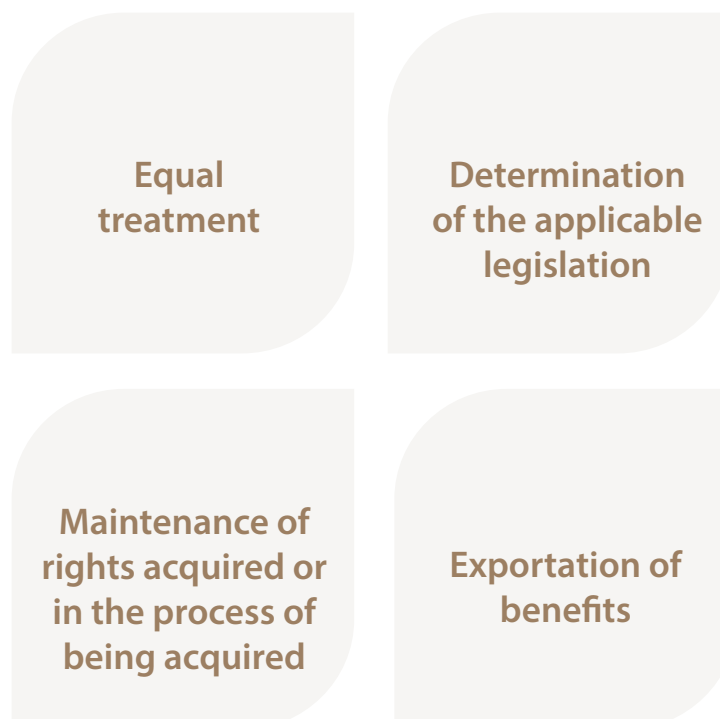 Equal
treatment
Determination
of the applicable
legislation
Maintenance of
rights acquired or
in the process of
being acquired
Exportation of
benefits